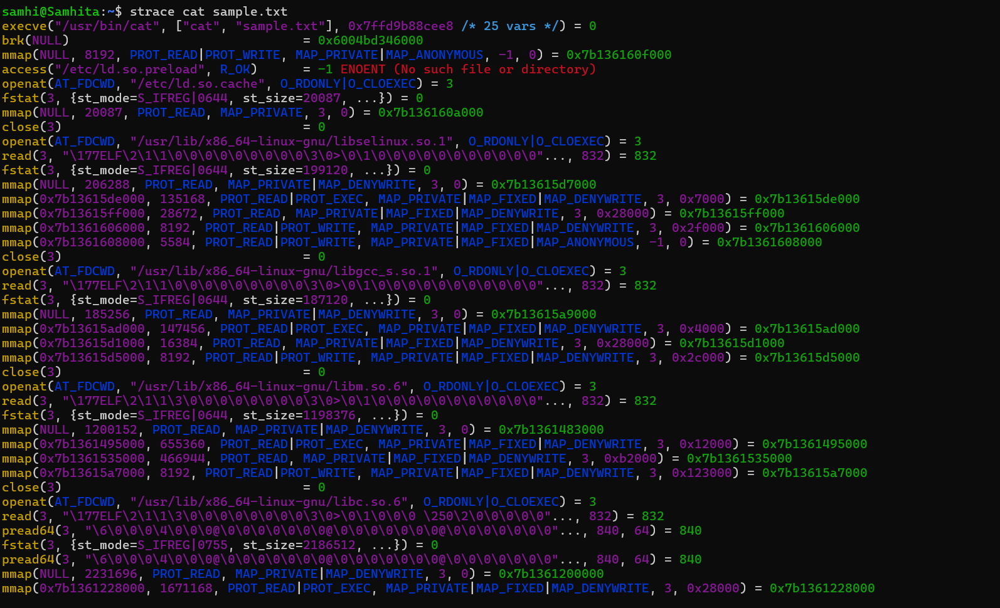 samhi@Samhita:~$ strace cat sample.txt
execve("/usr/bin/cat", ["cat", "sample.txt"], 0x7ffd9b88cee8 /* 25 vars */) = 0
brk(NULL)                               = 0x6004bd346000
mmap(NULL, 8192, PROT_READ|PROT_WRITE, MAP_PRIVATE|MAP_ANONYMOUS, -1, 0) = 0x7b136160f000
access("/etc/ld.so.preload", R_OK)      = -1 ENOENT (No such file or directory)
openat(AT_FDCWD, "/etc/ld.so.cache", O_RDONLY|O_CLOEXEC) = 3
fstat(3, {st_mode=S_IFREG|0644, st_size=20087, ...}) = 0
mmap(NULL, 20087, PROT_READ, MAP_PRIVATE, 3, 0) = 0x7b136160a000
close(3)                                = 0
openat(AT_FDCWD, "/usr/lib/x86_64-linux-gnu/libselinux.so.1", O_RDONLY|O_CLOEXEC) = 3
read(3, "\177ELF\2\1\1\0\0\0\0\0\0\0\0\0\3\0>\0\1\0\0\0\0\0\0\0\0\0\0\0"..., 832) = 832
fstat(3, {st_mode=S_IFREG|0644, st_size=199120, ...}) = 0
mmap(NULL, 206288, PROT_READ, MAP_PRIVATE|MAP_DENYWRITE, 3, 0) = 0x7b13615d7000
mmap(0x7b13615de000, 135168, PROT_READ|PROT_EXEC, MAP_PRIVATE|MAP_FIXED|MAP_DENYWRITE, 3, 0x7000) = 0x7b13615de000
mmap(0x7b13615ff000, 28672, PROT_READ, MAP_PRIVATE|MAP_FIXED|MAP_DENYWRITE, 3, 0x28000) = 0x7b13615ff000
mmap(0x7b1361606000, 8192, PROT_READ|PROT_WRITE, MAP_PRIVATE|MAP_FIXED|MAP_DENYWRITE, 3, 0x2f000) = 0x7b1361606000
mmap(0x7b1361608000, 5584, PROT_READ|PROT_WRITE, MAP_PRIVATE|MAP_FIXED|MAP_ANONYMOUS, -1, 0) = 0x7b1361608000
close(3)                                = 0
openat(AT_FDCWD, "/usr/lib/x86_64-linux-gnu/libgcc_s.so.1", O_RDONLY|O_CLOEXEC) = 3
read(3, "\177ELF\2\1\1\0\0\0\0\0\0\0\0\0\3\0>\0\1\0\0\0\0\0\0\0\0\0\0\0"..., 832) = 832
fstat(3, {st_mode=S_IFREG|0644, st_size=187120, ...}) = 0
mmap(NULL, 185256, PROT_READ, MAP_PRIVATE|MAP_DENYWRITE, 3, 0) = 0x7b13615a9000
mmap(0x7b13615ad000, 147456, PROT_READ|PROT_EXEC, MAP_PRIVATE|MAP_FIXED|MAP_DENYWRITE, 3, 0x4000) = 0x7b13615ad000
mmap(0x7b13615d1000, 16384, PROT_READ, MAP_PRIVATE|MAP_FIXED|MAP_DENYWRITE, 3, 0x28000) = 0x7b13615d1000
mmap(0x7b13615d5000, 8192, PROT_READ|PROT_WRITE, MAP_PRIVATE|MAP_FIXED|MAP_DENYWRITE, 3, 0x2c000) = 0x7b13615d5000
close(3)                                = 0
openat(AT_FDCWD, "/usr/lib/x86_64-linux-gnu/libm.so.6", O_RDONLY|O_CLOEXEC) = 3
read(3, "\177ELF\2\1\1\3\0\0\0\0\0\0\0\0\3\0>\0\1\0\0\0\0\0\0\0\0\0\0\0"..., 832) = 832
fstat(3, {st_mode=S_IFREG|0644, st_size=1198376, ...}) = 0
mmap(NULL, 1200152, PROT_READ, MAP_PRIVATE|MAP_DENYWRITE, 3, 0) = 0x7b1361483000
mmap(0x7b1361495000, 655360, PROT_READ|PROT_EXEC, MAP_PRIVATE|MAP_FIXED|MAP_DENYWRITE, 3, 0x12000) = 0x7b1361495000
mmap(0x7b1361535000, 466944, PROT_READ, MAP_PRIVATE|MAP_FIXED|MAP_DENYWRITE, 3, 0xb2000) = 0x7b1361535000
mmap(0x7b13615a7000, 8192, PROT_READ|PROT_WRITE, MAP_PRIVATE|MAP_FIXED|MAP_DENYWRITE, 3, 0x123000) = 0x7b13615a7000
close(3)                                = 0
openat(AT_FDCWD, "/usr/lib/x86_64-linux-gnu/libc.so.6", O_RDONLY|O_CLOEXEC) = 3
read(3, "\177ELF\2\1\1\3\0\0\0\0\0\0\0\0\3\0>\0\1\0\0\0 \250\2\0\0\0\0\0"..., 832) = 832
pread64(3, "\6\0\0\0\4\0\0\0@\0\0\0\0\0\0\0@\0\0\0\0\0\0\0@\0\0\0\0\0\0\0"..., 840, 64) = 840
fstat(3, {st_mode=S_IFREG|0755, st_size=2186512, ...}) = 0
pread64(3, "\6\0\0\0\4\0\0\0@\0\0\0\0\0\0\0@\0\0\0\0\0\0\0@\0\0\0\0\0\0\0"..., 840, 64) = 840
mmap(NULL, 2231696, PROT_READ, MAP_PRIVATE|MAP_DENYWRITE, 3, 0) = 0x7b1361200000
mmap(0x7b1361228000, 1671168, PROT_READ|PROT_EXEC, MAP_PRIVATE|MAP_FIXED|MAP_DENYWRITE, 3, 0x28000) = 0x7b1361228000